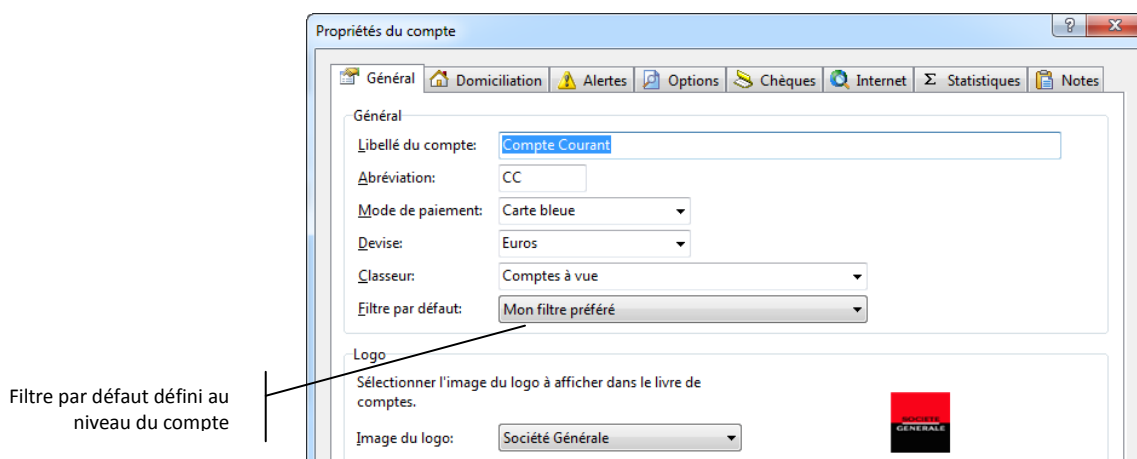 Propriétés du compte
Général Domiciliation Alertes Options Chèques Internet Σ Statistiques Notes
Général
Libellé du compte: Compte Courant
Abréviation: CC
Mode de paiement: Carte bleue
Devise: Euros
Classeur: Comptes à vue
Filtre par défaut: Mon filtre préféré
Logo
Sélectionner l'image du logo à afficher dans le livre de
comptes.
Image du logo: Société Générale
SOCIETE
GENERALE
Filtre par défaut défini au
niveau du compte